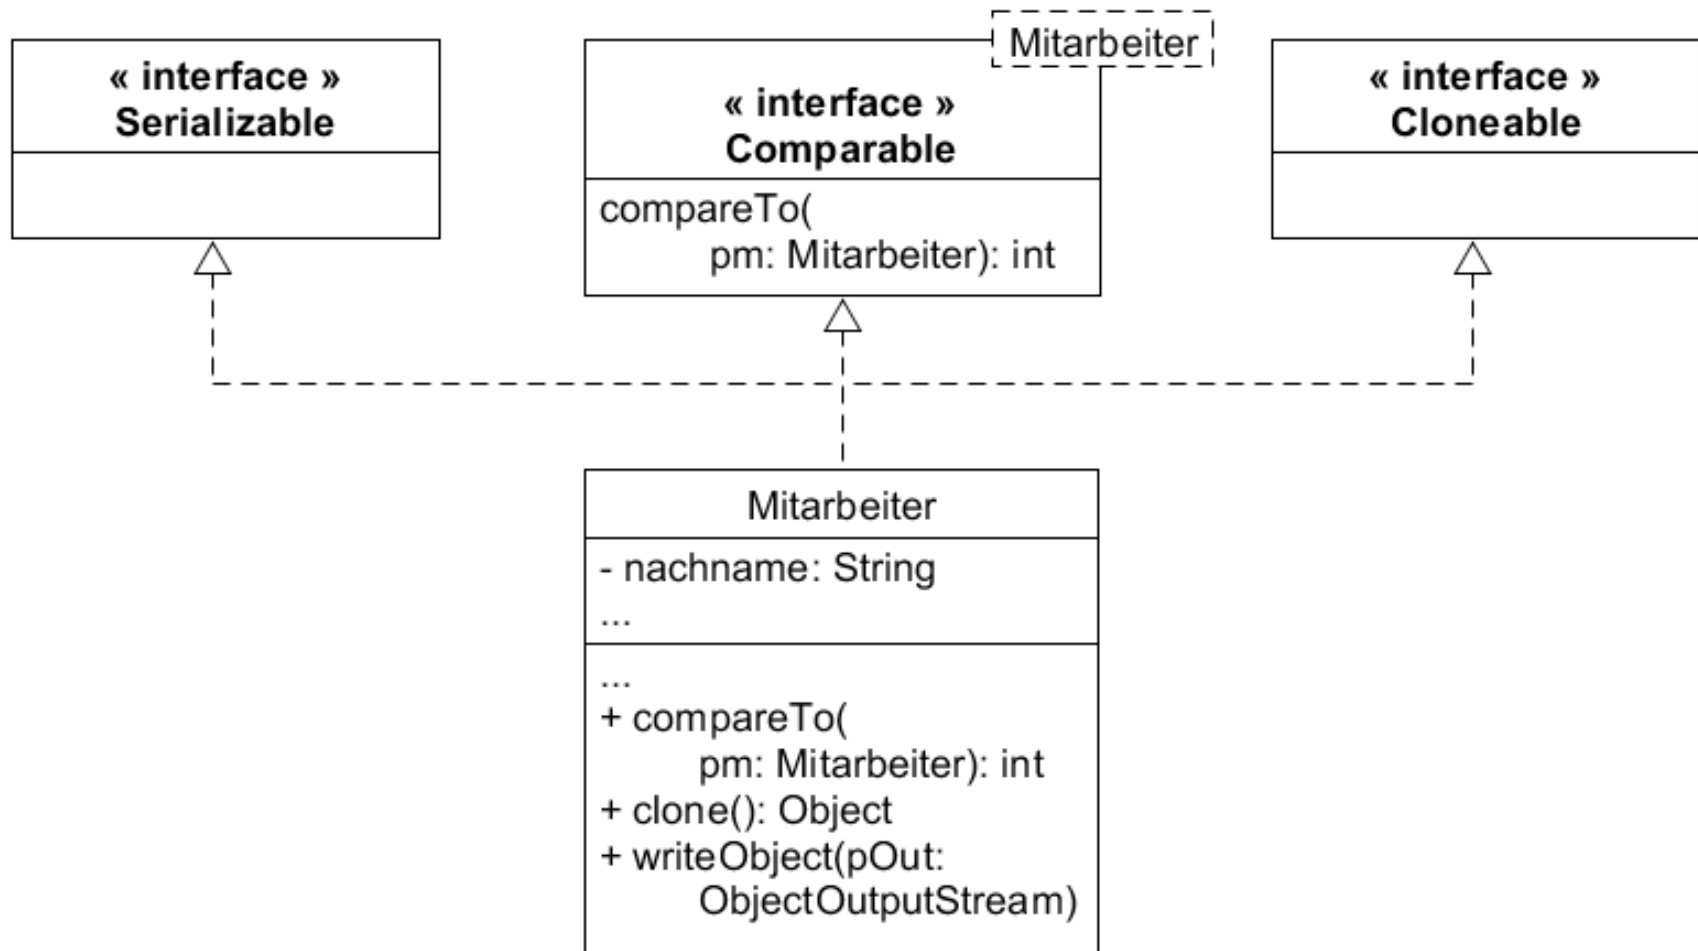 « interface »
Serializable
Mitarbeiter
« interface »
Comparable
compareTo(
pm: Mitarbeiter): int
« interface »
Cloneable
Mitarbeiter
- nachname: String
...
...
+ compareTo(
pm: Mitarbeiter): int
+ clone(): Object
+ writeObject(pOut:
ObjectOutputStream)